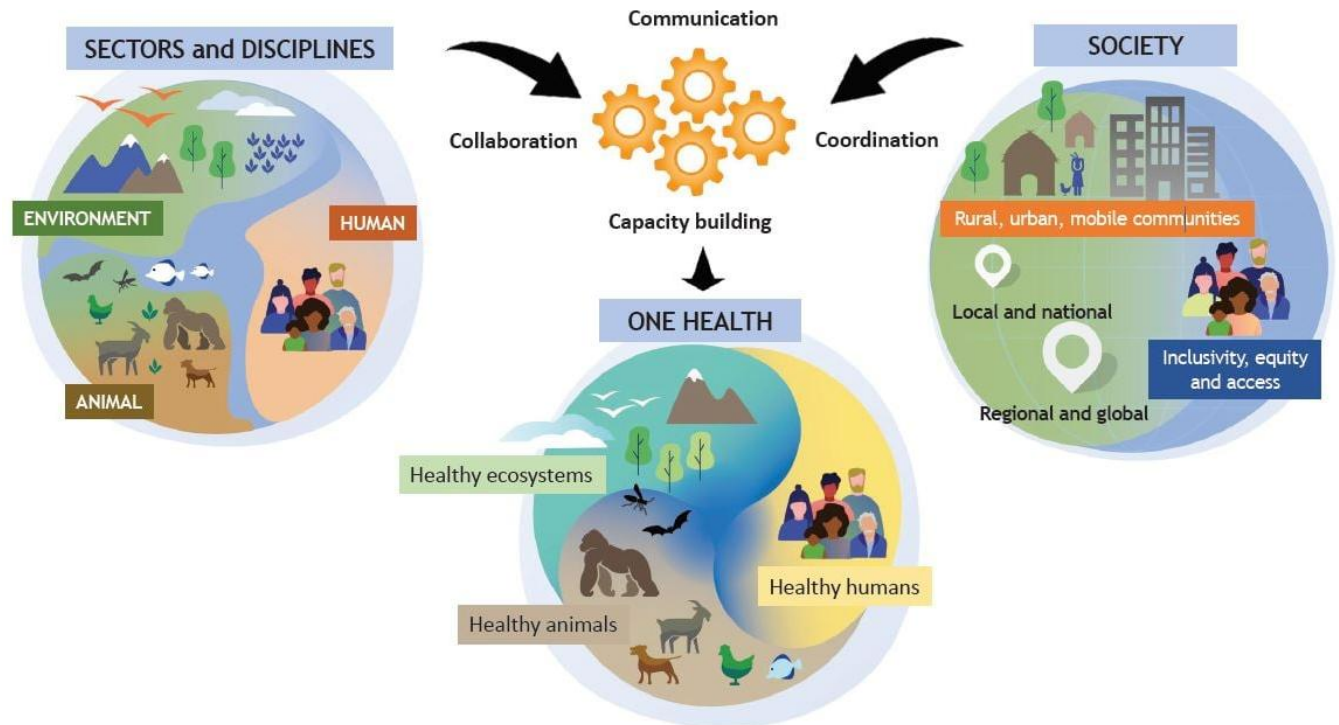 SECTORS and DISCIPLINES
ENVIRONMENT
HUMAN
ANIMAL
Communication
Collaboration
Coordination
Capacity building
SOCIETY
Rural, urban, mobile communities
Local and national
Inclusivity, equity
and access
Regional and global
ONE HEALTH
Healthy ecosystems
Healthy humans
Healthy animals